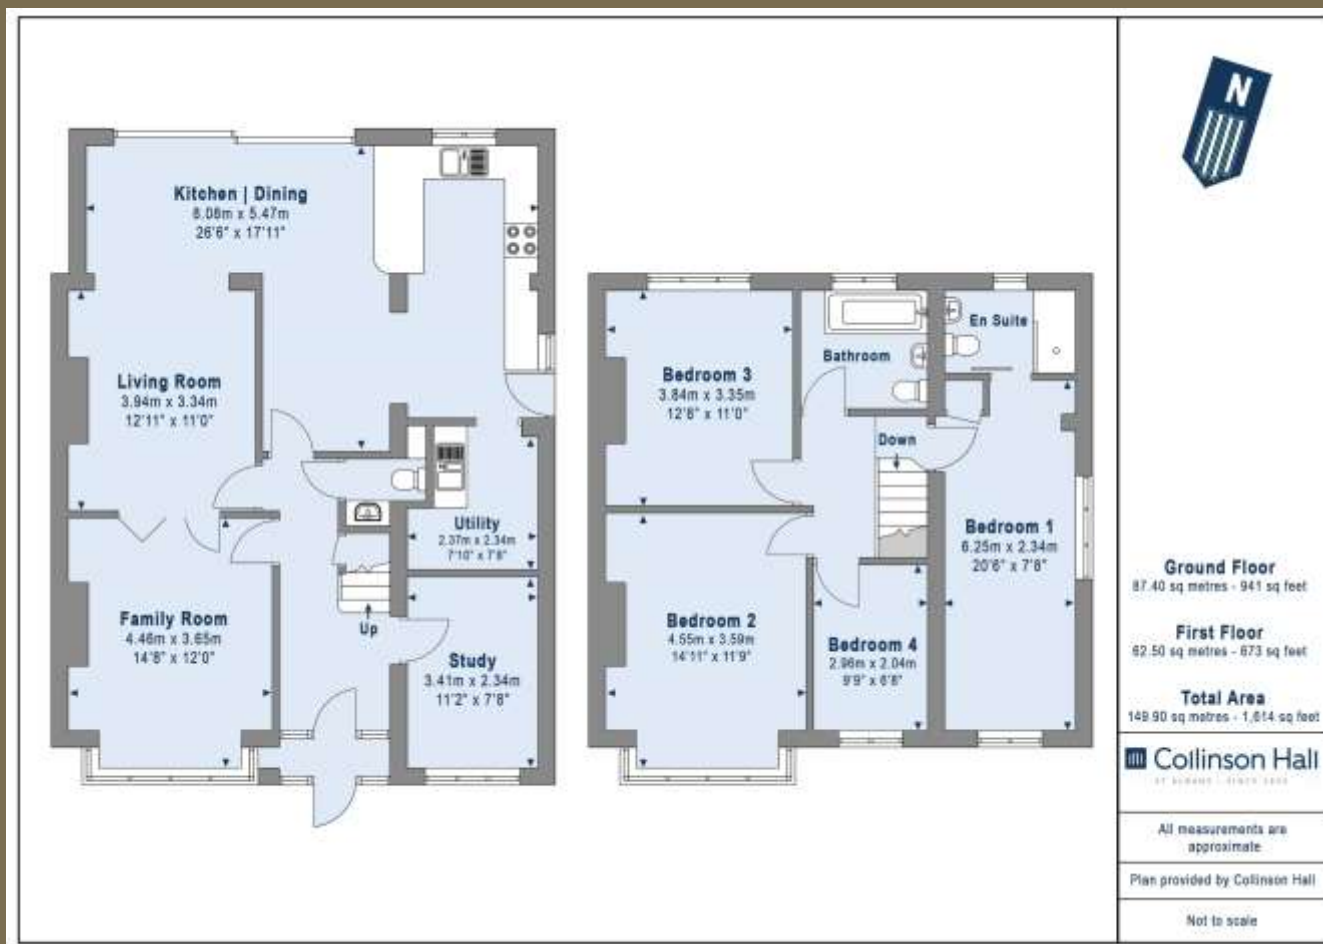 N
Kitchen | Dining
8.08m x 5.47m
26'6" x 17'11"
Living Room
3.94m x 3.34m
12'11" x 11'0"
Utility
2.37m x 2.34m
7'10" x 7'8"
Family Room
4.46m x 3.65m
14'8" x 12'0"
Up
Study
3.41m x 2.34m
11'2" x 7'8"
Bedroom 3
3.84m x 3.35m
12'8" x 11'0"
Bathroom
En Suite
Down
Bedroom 1
6.25m x 2.34m
20'6" x 7'8"
Bedroom 2
4.55m x 3.59m
14'11" x 11'9"
Bedroom 4
2.96m x 2.04m
9'9" x 6'8"
Ground Floor
87.40 sq metres - 941 sq feet
First Floor
62.50 sq metres - 673 sq feet
Total Area
149.90 sq metres - 1,614 sq feet
Collinson Hall
All measurements are
approximate
Plan provided by Collinson Hall
Not to scale